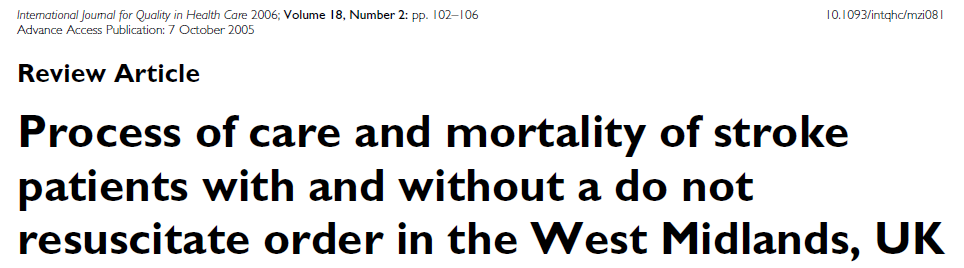 International Journal for Quality in Health Care 2006; Volume 18, Number 2: pp. 102–106
10.1093/intqhc/mzi081
Advance Access Publication: 7 October 2005
Review Article
Process of care and mortality of stroke
patients with and without a do not
resuscitate order in the West Midlands, UK